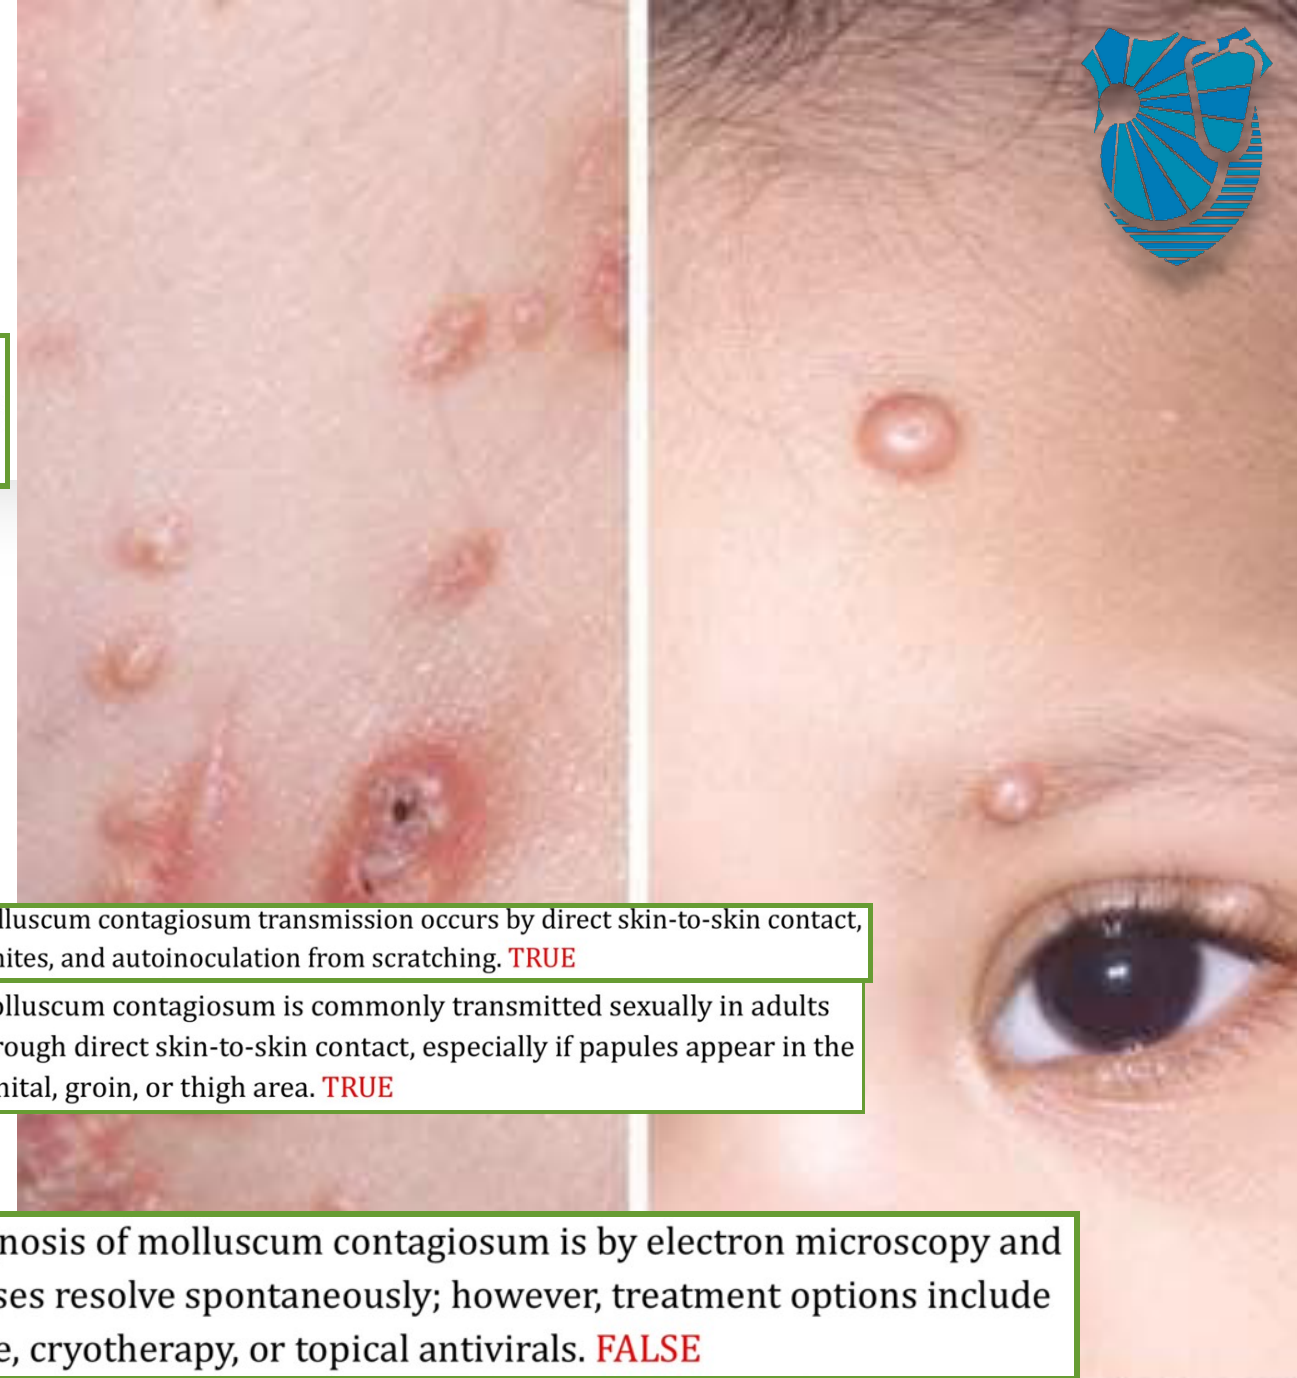 lluscum contagiosum transmission occurs by direct skin-to-skin contact,
nites, and autoinoculation from scratching. TRUE
olluscum contagiosum is commonly transmitted sexually in adults
rough direct skin-to-skin contact, especially if papules appear in the
nital, groin, or thigh area. TRUE
nosis of molluscum contagiosum is by electron microscopy and
ses resolve spontaneously; however, treatment options include
e, cryotherapy, or topical antivirals. FALSE